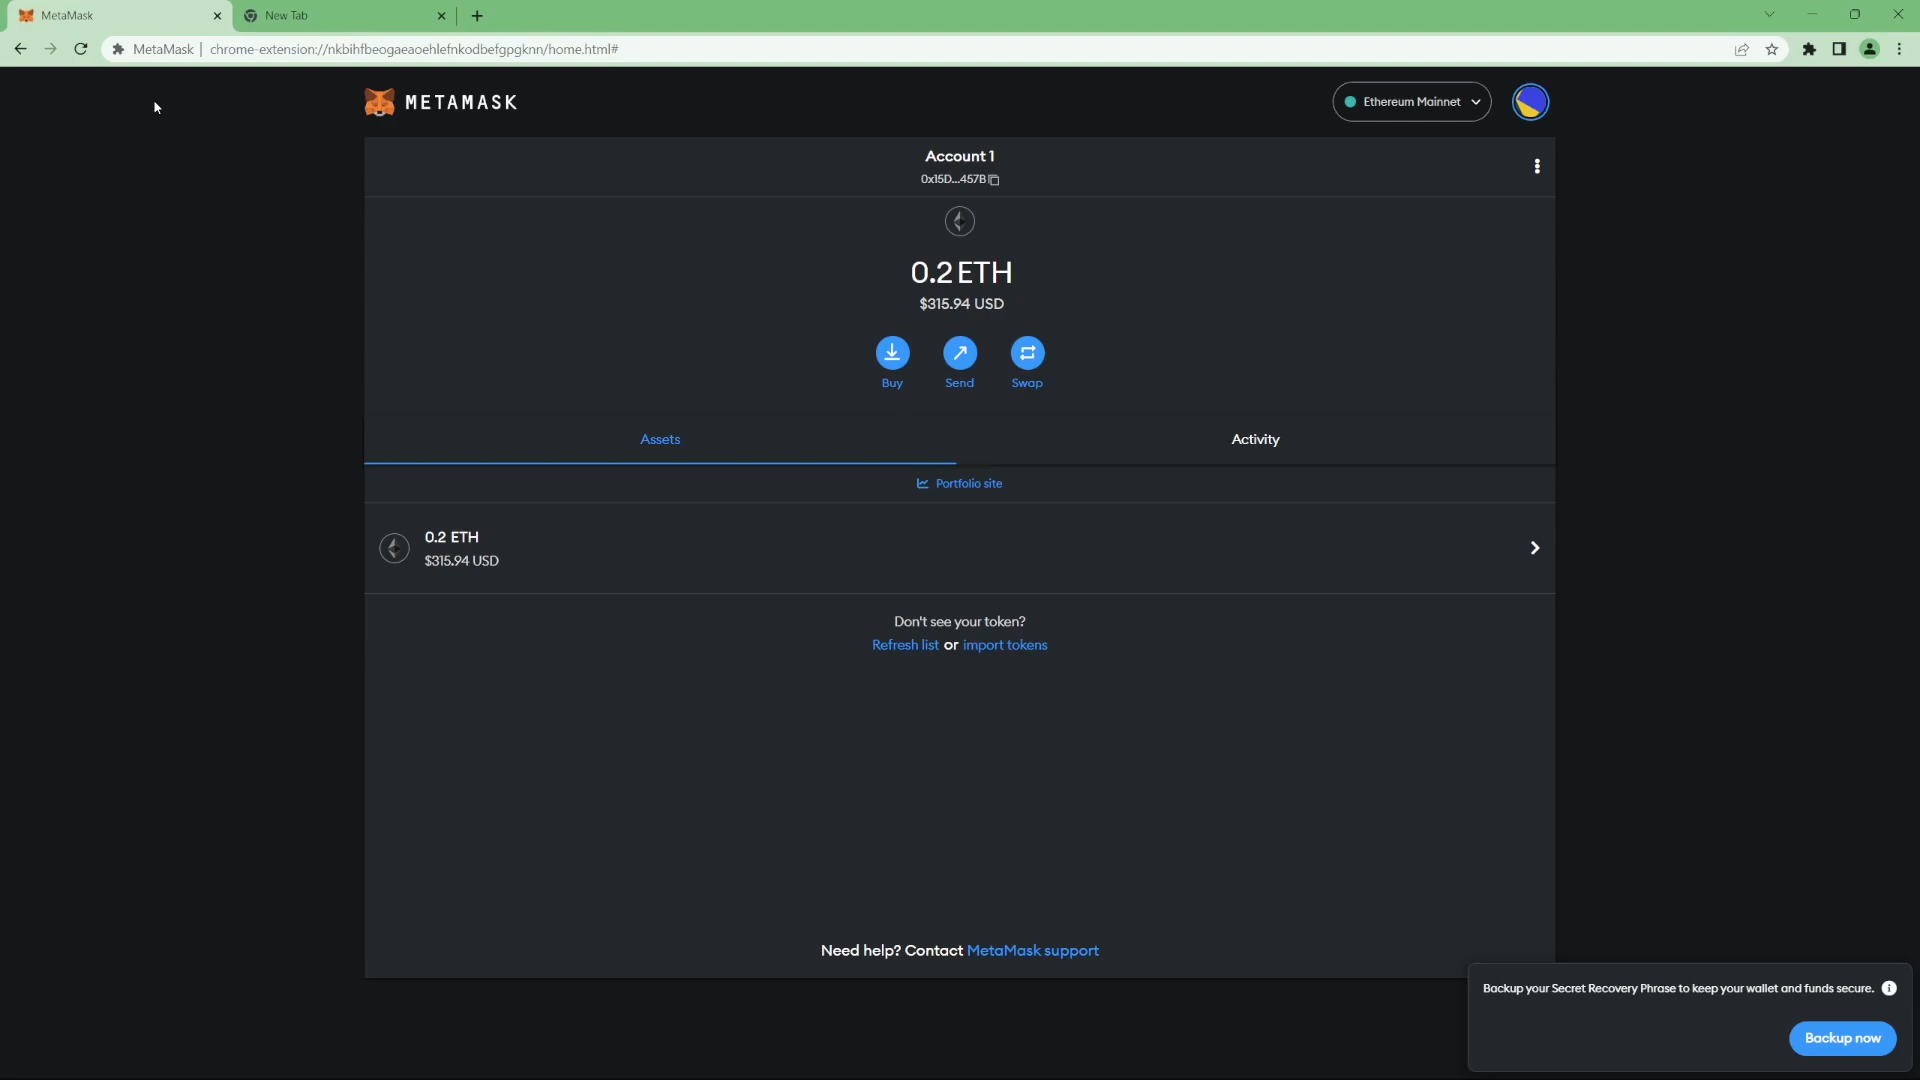 MetaMask
New Tab
MetaMask | chrome-extension://nkbihfbeogaeaoehlefnkodbefgpgknn/home.html#
METAMASK
Ethereum Mainnet
Account 1
0x15D...457B
0.2 ETH
$315.94 USD
Buy Send Swap
Assets Activity
Portfolio site
0.2 ETH
$315.94 USD
Don't see your token?
Refresh list or import tokens
Need help? Contact MetaMask support
Backup your Secret Recovery Phrase to keep your wallet and funds secure.
Backup now